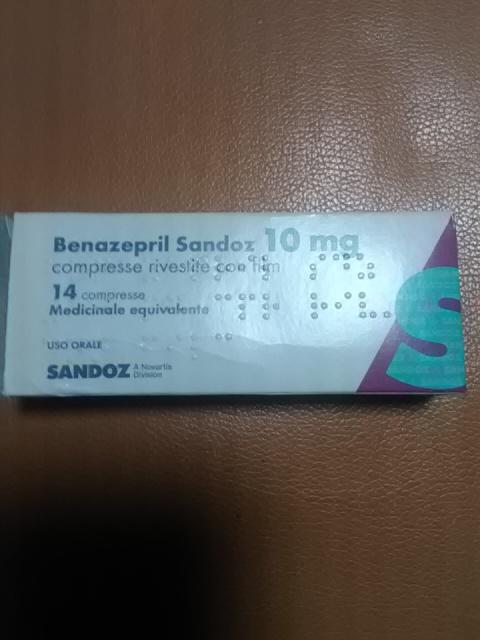 Benazepril Sandoz 10 mg
compresse rivestite con film
14 compresse
Medicinale equivalente
USO ORALE
SANDOZ A Novartis
Division
S